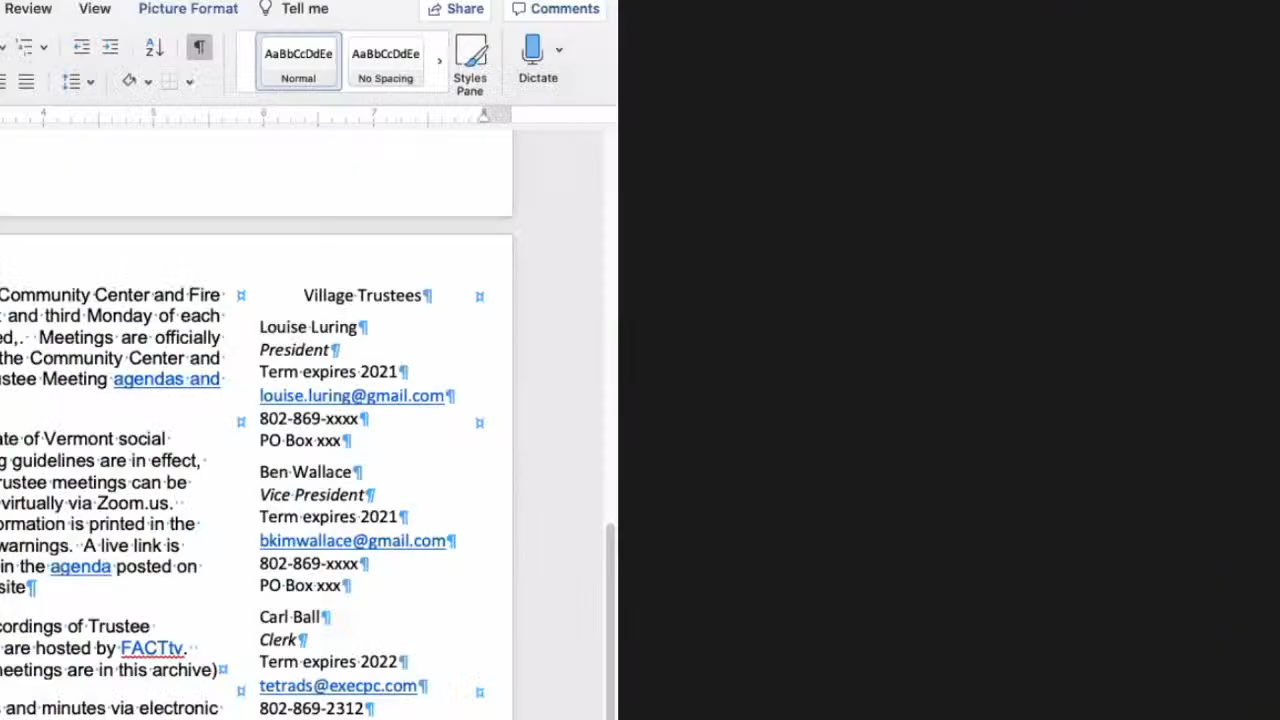 Review View Picture Format Tell me Share Comments
AaBbCcDdEe AaBbCcDdEe
Normal No Spacing Styles Pane Dictate
4 5 6 7
Community Center and Fire
and third Monday of each
ed,. Meetings are officially
the Community Center and
ustee Meeting agendas and
ate of Vermont social
g guidelines are in effect,
rustee meetings can be
virtually via Zoom.us.
ormation is printed in the
warnings. A live link is
in the agenda posted on
site¶
cordings of Trustee
are hosted by FACTtv.
meetings are in this archive)¤
and minutes via electronic
Village Trustees¶
Louise Luring¶
President¶
Term expires 2021¶
louise.luring@gmail.com¶
802-869-xxxx¶
PO Box xxx¶
Ben Wallace¶
Vice President¶
Term expires 2021¶
bkimwallace@gmail.com¶
802-869-xxxx¶
PO Box xxx¶
Carl Ball¶
Clerk¶
Term expires 2022¶
tetrads@execpc.com¶
802-869-2312¶